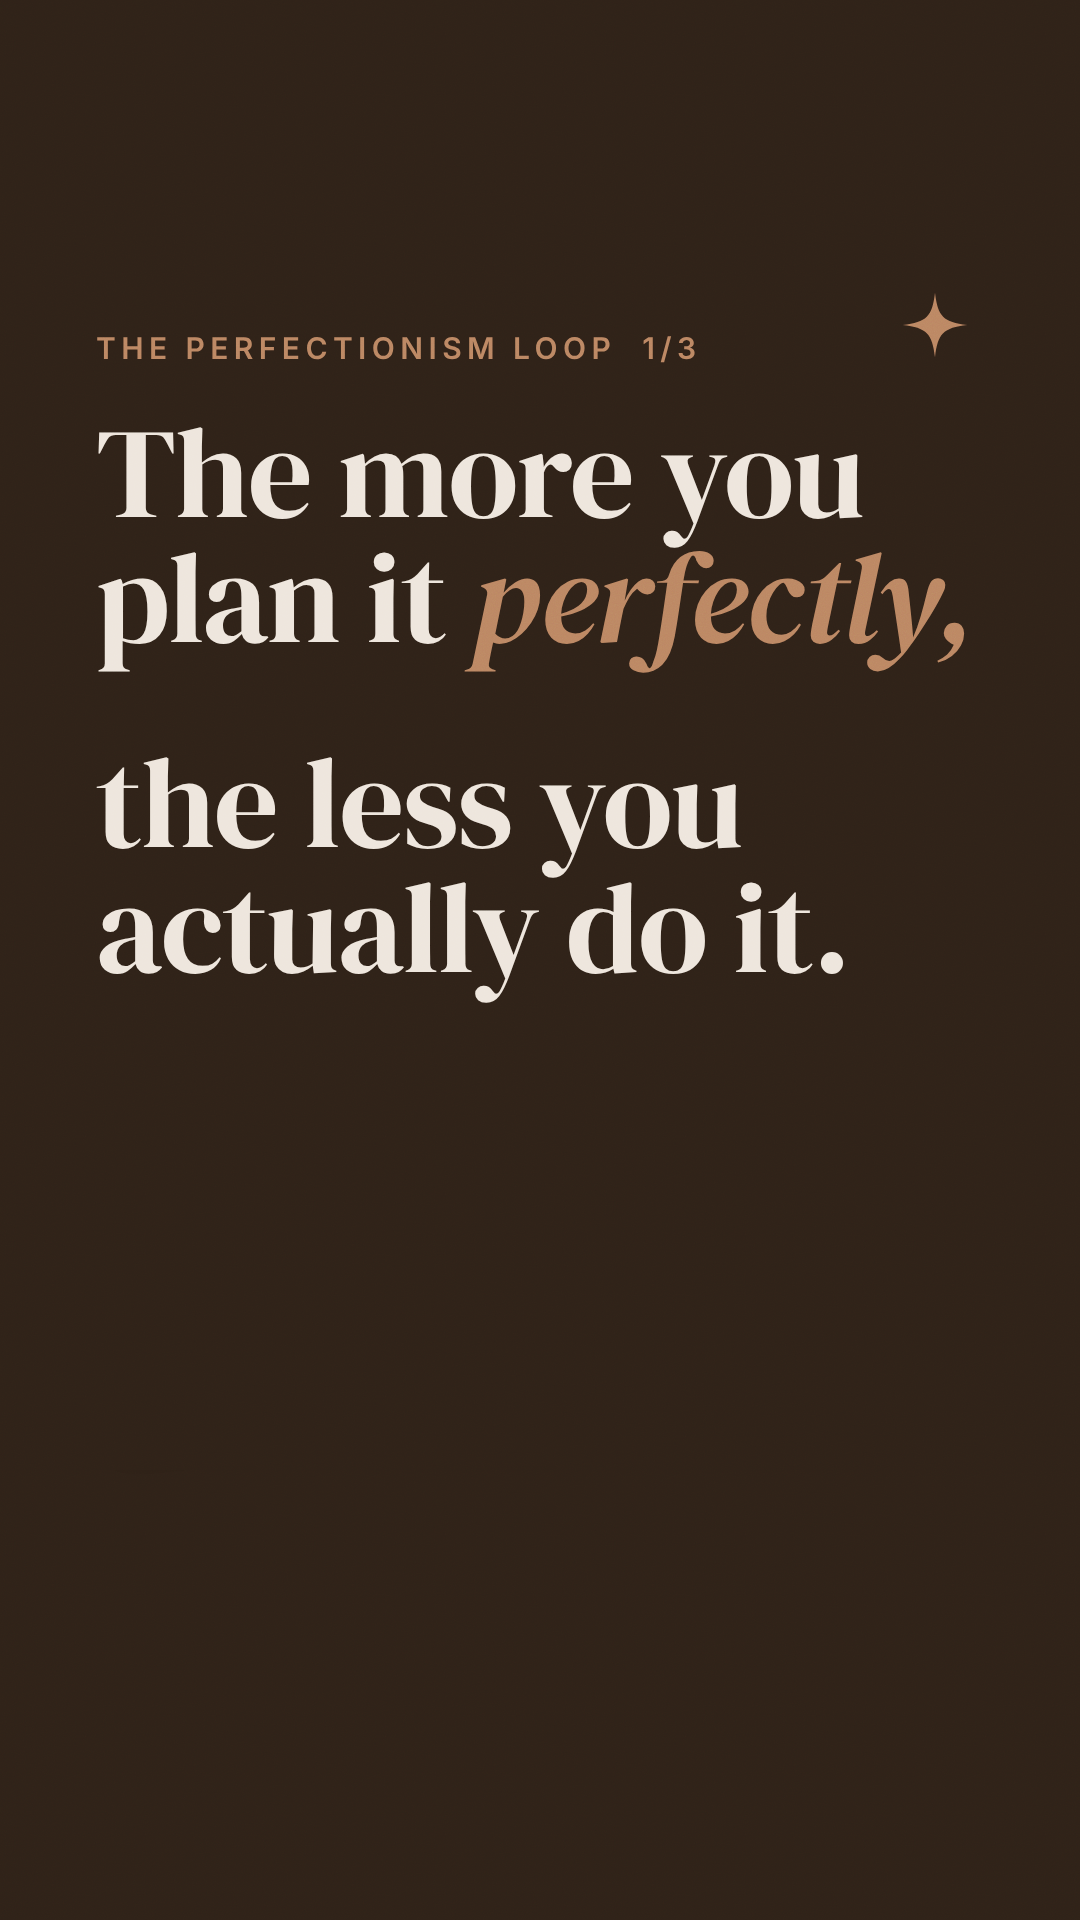 THE PERFECTIONISM LOOP 1/3
The more you
plan it perfectly,
the less you
actually do it.